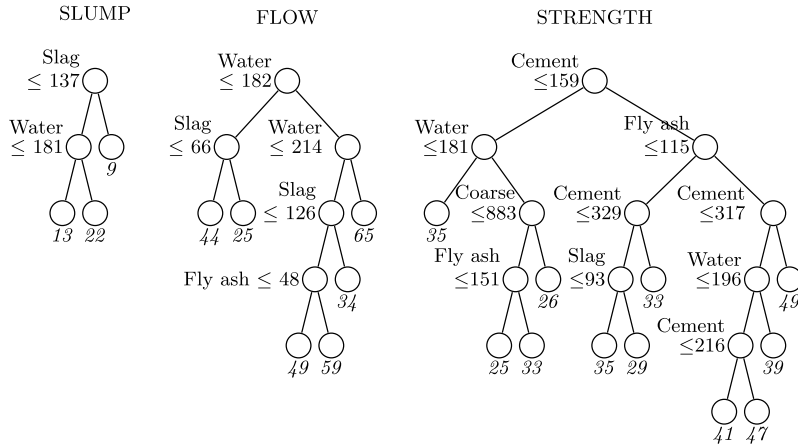 SLUMP
FLOW
STRENGTH
Slag
≤ 137
Water
≤ 181
9
13
22
Water
≤ 182
Slag
≤ 66
Water
≤ 214
44
25
Slag
≤ 126
65
Fly ash ≤ 48
34
49
59
Cement
≤159
Water
≤181
Fly ash
≤115
35
Coarse
≤883
Cement
≤329
Cement
≤317
Fly ash
≤151
26
Slag
≤93
33
Water
≤196
49
25
33
35
29
Cement
≤216
39
41
47